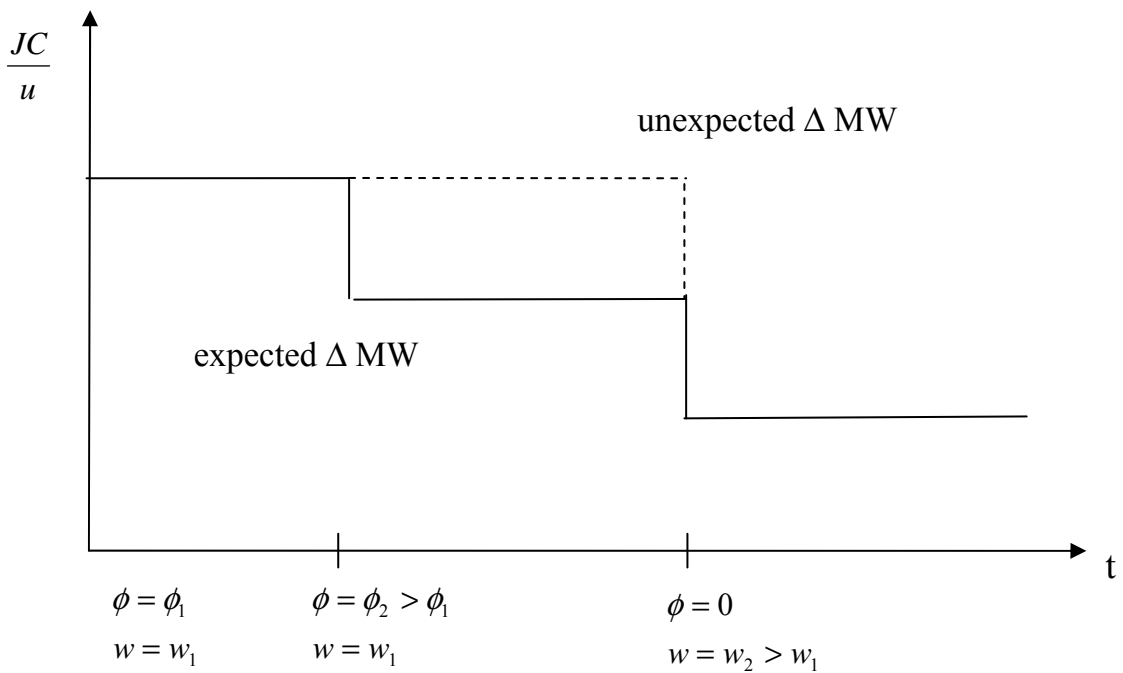 JC
u
unexpected Δ MW
expected Δ MW
t
ϕ = ϕ₁
w = w₁
ϕ = ϕ₂ > ϕ₁
w = w₁
ϕ = 0
w = w₂ > w₁